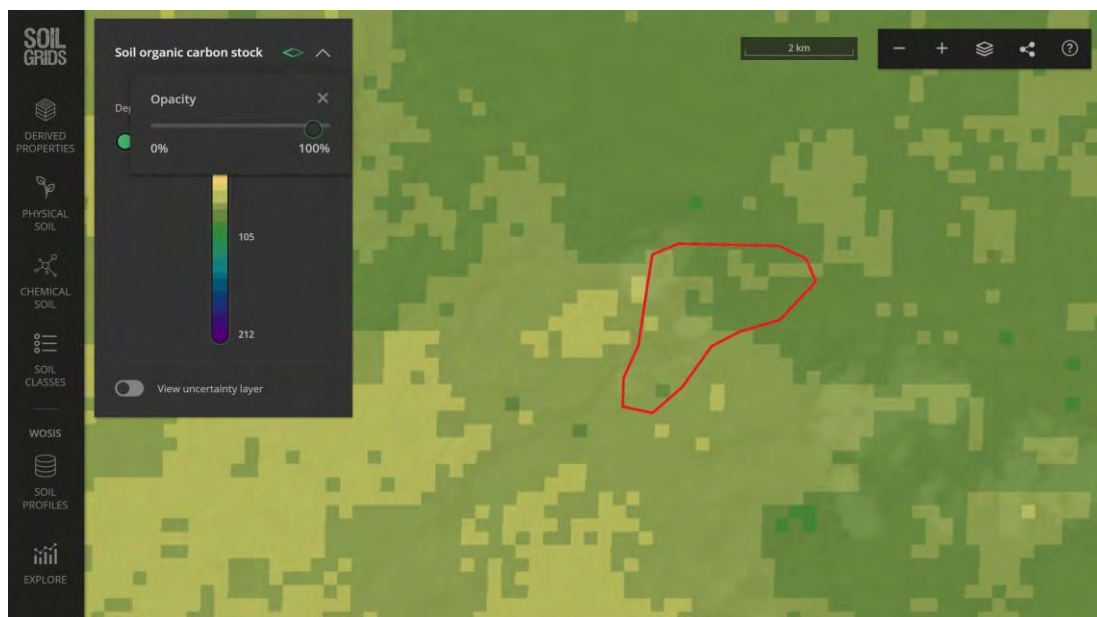 SOIL
GRIDS
DERIVED
PROPERTIES
PHYSICAL
SOIL
CHEMICAL
SOIL
SOIL
CLASSES
WOSIS
SOIL
PROFILES
EXPLORE
Soil organic carbon stock
Opacity
0%
100%
105
212
View uncertainty layer
2 km